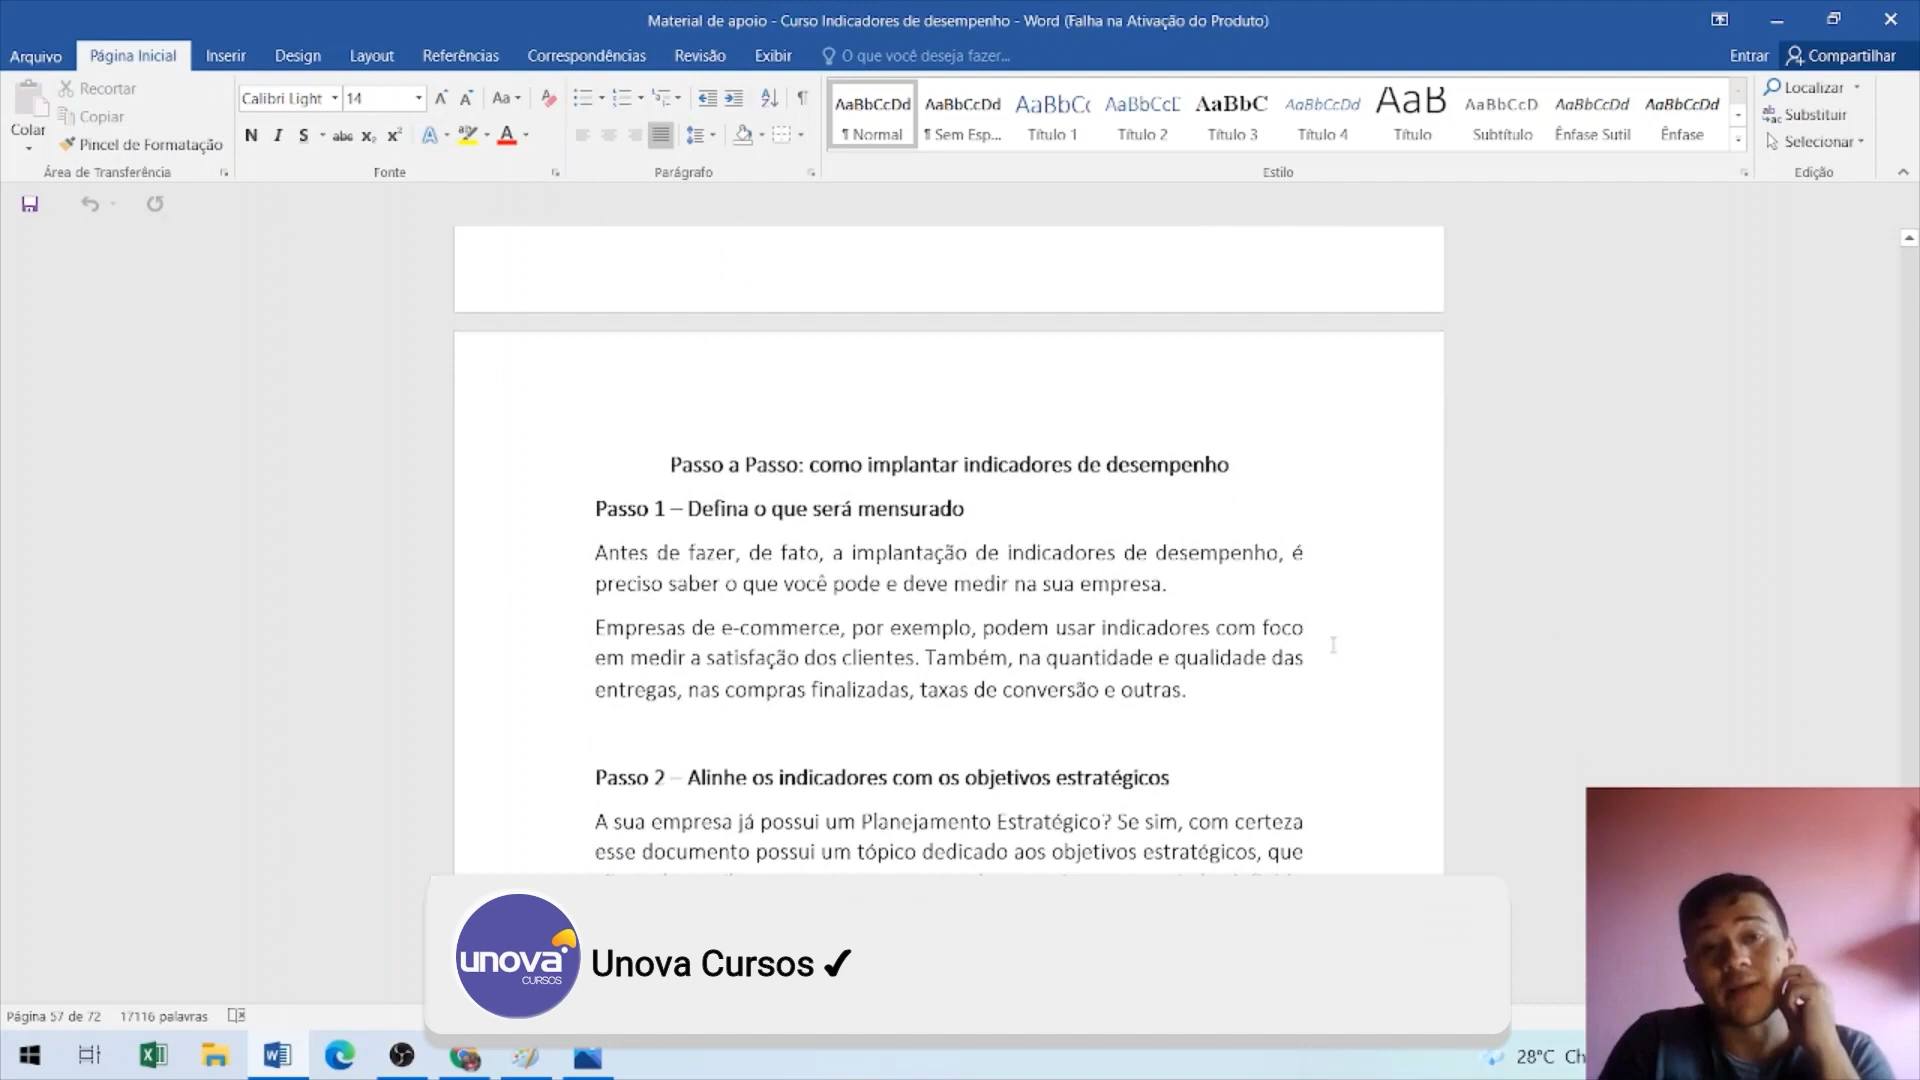 Material de apoio - Curso Indicadores de desempenho - Word (Falha na Ativação do Produto)
Arquivo Página Inicial Inserir Design Layout Referências Correspondências Revisão Exibir O que você deseja fazer... Entrar Compartilhar
Colar
Recortar
Copiar
Pincel de Formatação
Área de Transferência
Calibri Light 14
Aa
N I S abc x₂ x² A A
Fonte
Parágrafo
AaBbCcDd AaBbCcDd AaBbCc AaBbCcE AaBbC AaBbCcDd AaB AaBbCcD AaBbCcDd AaBbCcDd
¶ Normal ¶ Sem Esp... Título 1 Título 2 Título 3 Título 4 Título Subtítulo Ênfase Sutil Ênfase
Estilo
Localizar
Substituir
Selecionar
Edição
Passo a Passo: como implantar indicadores de desempenho
Passo 1 – Defina o que será mensurado
Antes de fazer, de fato, a implantação de indicadores de desempenho, é
preciso saber o que você pode e deve medir na sua empresa.
Empresas de e-commerce, por exemplo, podem usar indicadores com foco
em medir a satisfação dos clientes. Também, na quantidade e qualidade das
entregas, nas compras finalizadas, taxas de conversão e outras.
Passo 2 – Alinhe os indicadores com os objetivos estratégicos
A sua empresa já possui um Planejamento Estratégico? Se sim, com certeza
esse documento possui um tópico dedicado aos objetivos estratégicos, que
unova
CURSOS
Unova Cursos ✔
Página 57 de 72 17116 palavras
28°C Ch